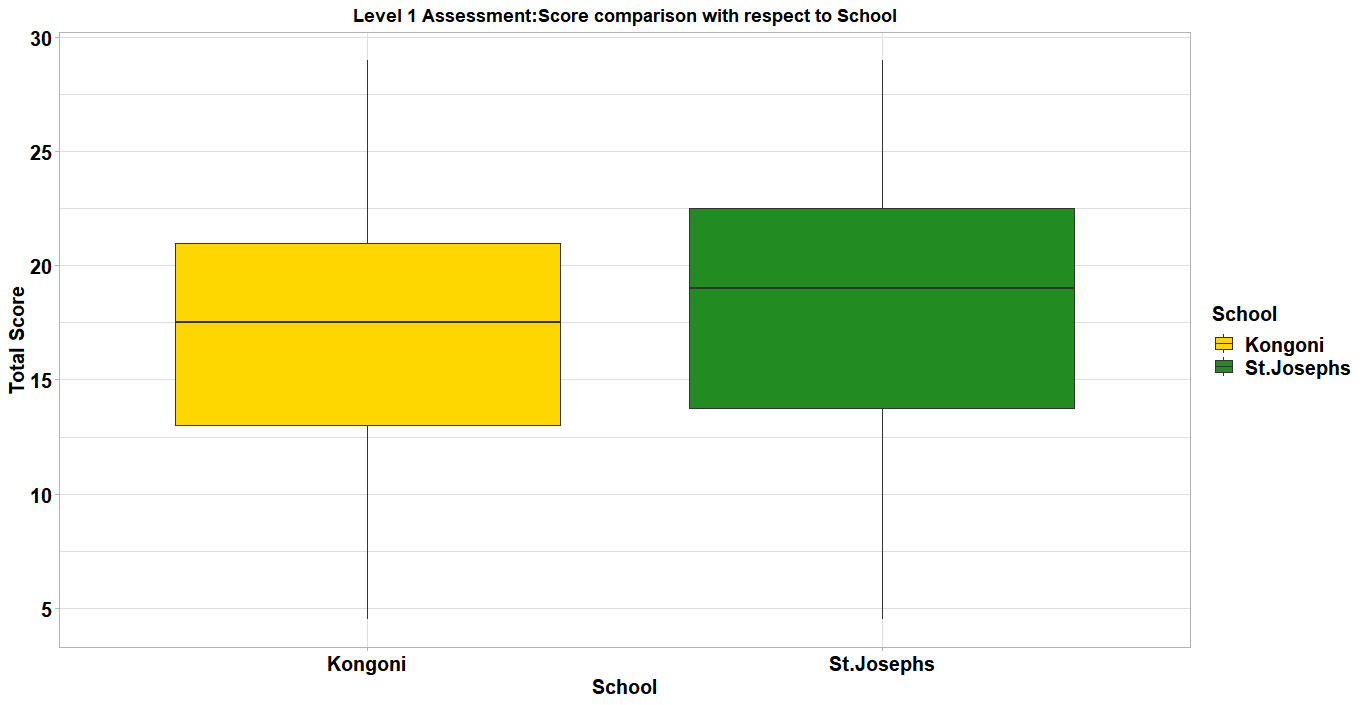 Level 1 Assessment:Score comparison with respect to School
30
25
20
15
10
5
Total Score
Kongoni
St.Josephs
School
School
Kongoni
St.Josephs